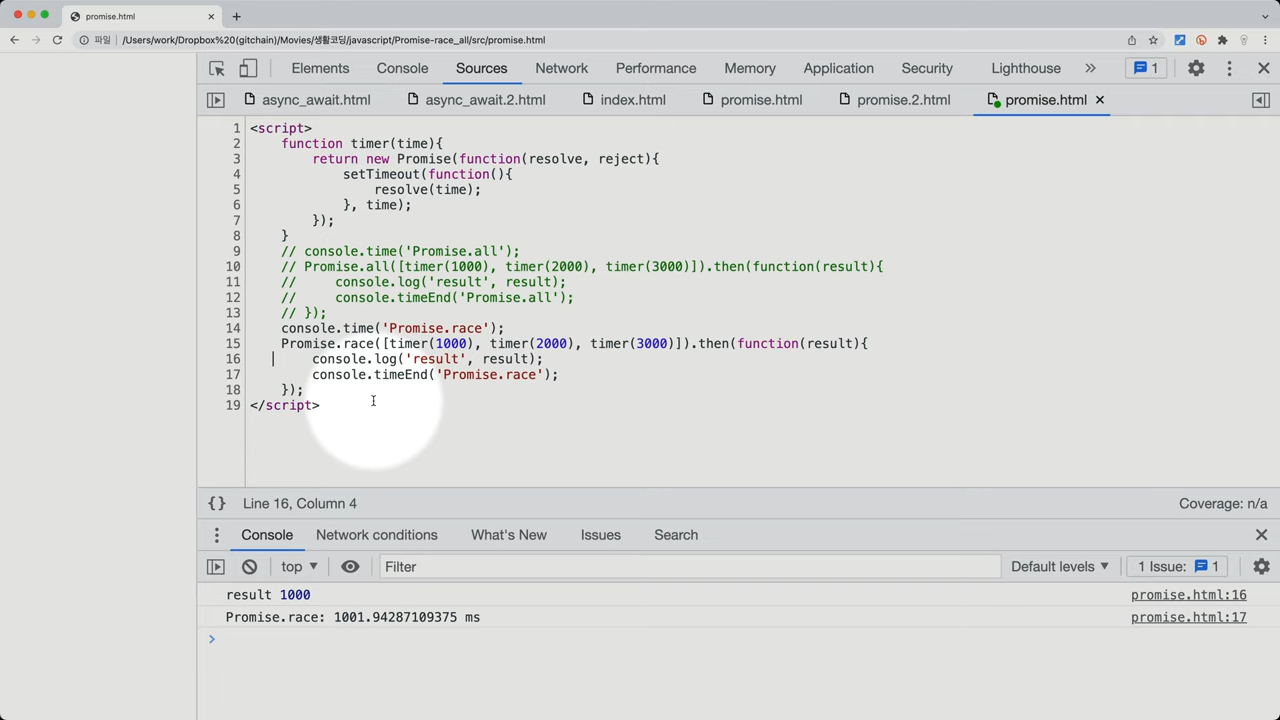 promise.html
파일 /Users/work/Dropbox%20(gitchain)/Movies/생활코딩/javascript/Promise-race_all/src/promise.html
Elements Console Sources Network Performance Memory Application Security Lighthouse » 1
async_await.html async_await.2.html index.html promise.html promise.2.html promise.html
1 <script>
2     function timer(time){
3         return new Promise(function(resolve, reject){
4             setTimeout(function(){
5                 resolve(time);
6             }, time);
7         });
8     }
9     // console.time('Promise.all');
10     // Promise.all([timer(1000), timer(2000), timer(3000)]).then(function(result){
11     //     console.log('result', result);
12     //     console.timeEnd('Promise.all');
13     // });
14     console.time('Promise.race');
15     Promise.race([timer(1000), timer(2000), timer(3000)]).then(function(result){
16         console.log('result', result);
17         console.timeEnd('Promise.race');
18     });
19 </script>
{} Line 16, Column 4 Coverage: n/a
Console Network conditions What's New Issues Search
top Filter Default levels 1 Issue: 1
result 1000 promise.html:16
Promise.race: 1001.94287109375 ms promise.html:17